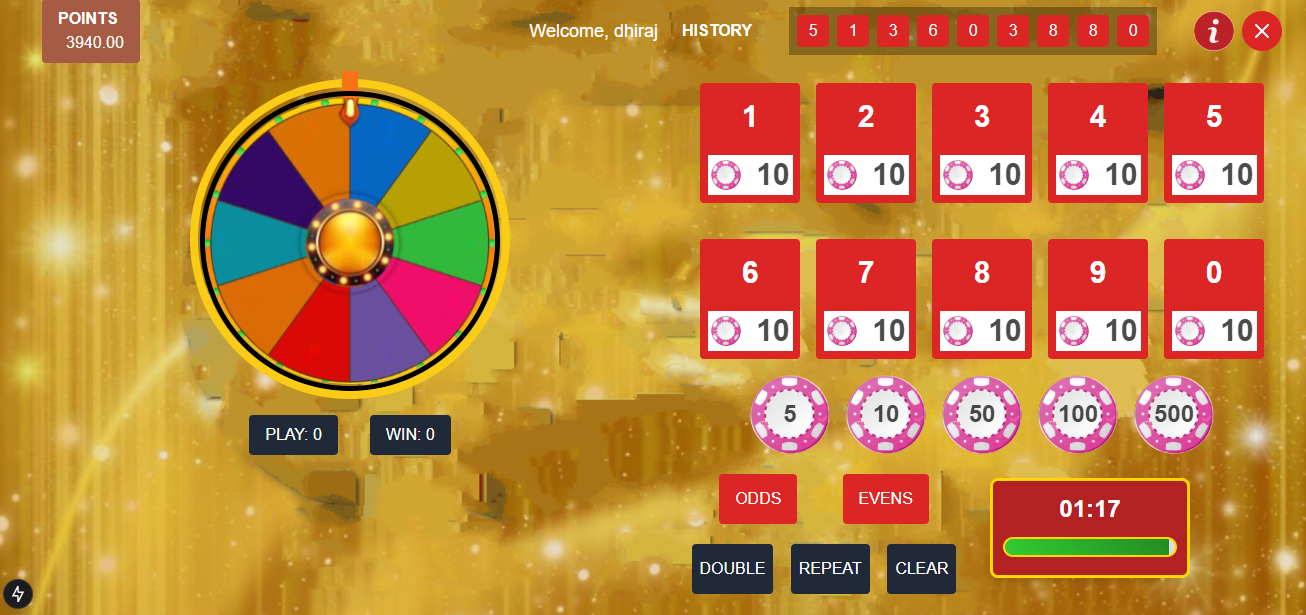 POINTS
3940.00
Welcome, dhiraj
HISTORY
5 1 3 6 0 3 8 8 0
i
1 2 3 4 5
10 10 10 10 10
6 7 8 9 0
10 10 10 10 10
5 10 50 100 500
PLAY: 0 WIN: 0
ODDS EVENS
01:17
DOUBLE REPEAT CLEAR